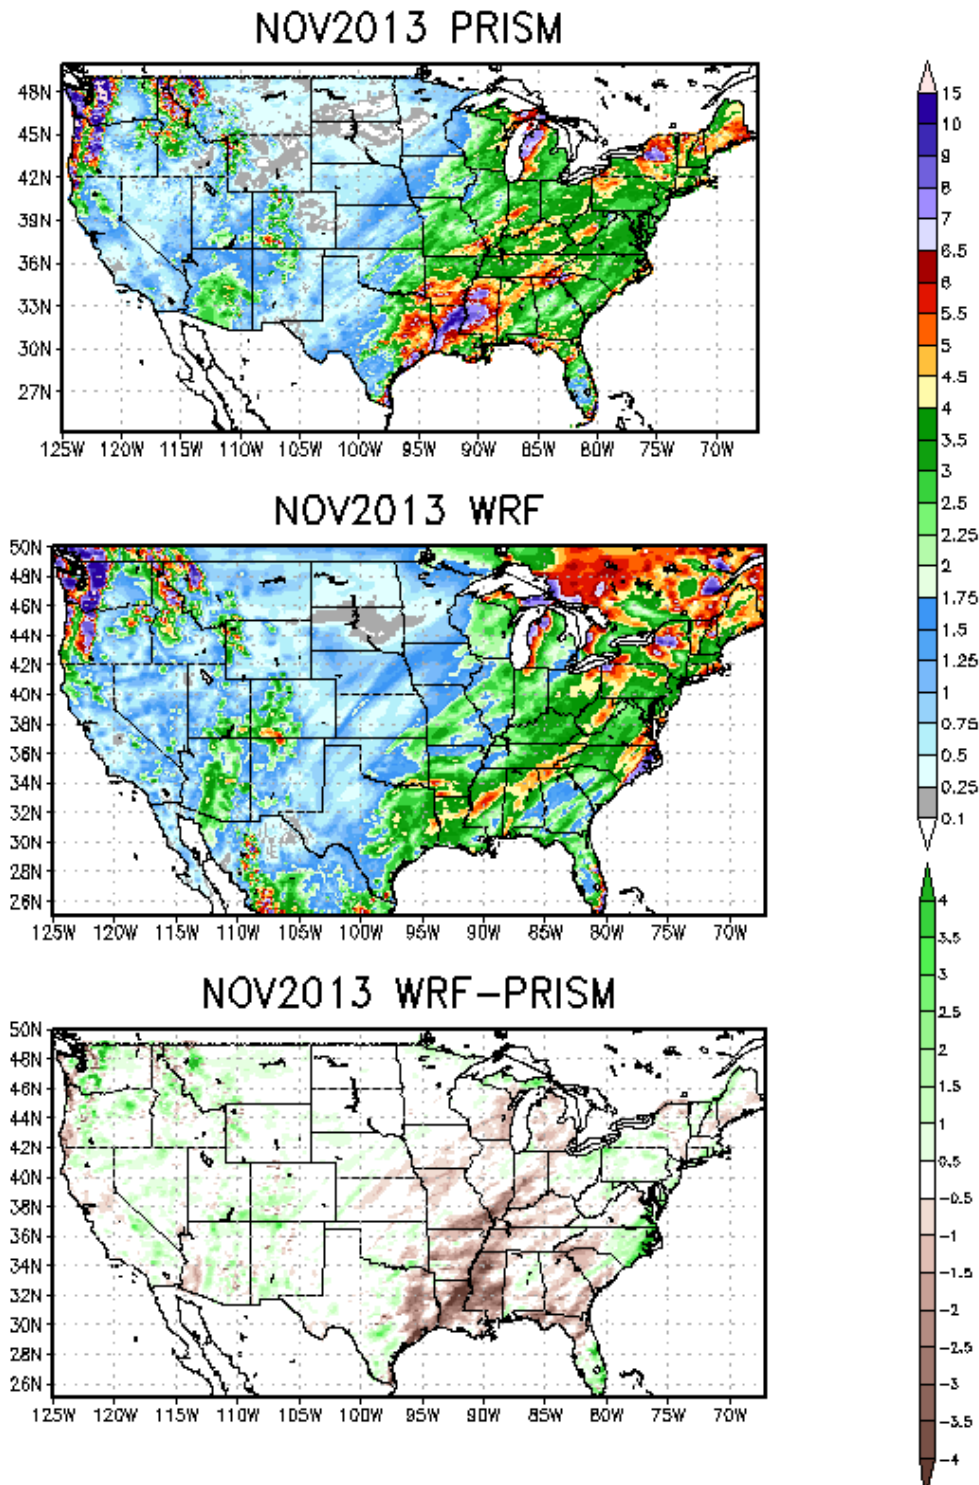 NOV2013 PRISM
48N
45N
42N
39N
36N
33N
30N
27N
125W 120W 115W 110W 105W 100W 95W 90W 85W 80W 75W 70W
NOV2013 WRF
50N
48N
46N
44N
42N
40N
38N
36N
34N
32N
30N
28N
26N
125W 120W 115W 110W 105W 100W 95W 90W 85W 80W 75W 70W
NOV2013 WRF-PRISM
50N
48N
46N
44N
42N
40N
38N
36N
34N
32N
30N
28N
26N
125W 120W 115W 110W 105W 100W 95W 90W 85W 80W 75W 70W
15
10
9
8
7
6.5
6
5.5
5
4.5
4
3.5
3
2.5
2.25
2
1.75
1.5
1.25
1
0.75
0.5
0.25
0.1
4
3.5
3
2.5
2
1.5
1
0.5
-0.5
-1
-1.5
-2
-2.5
-3
-3.5
-4